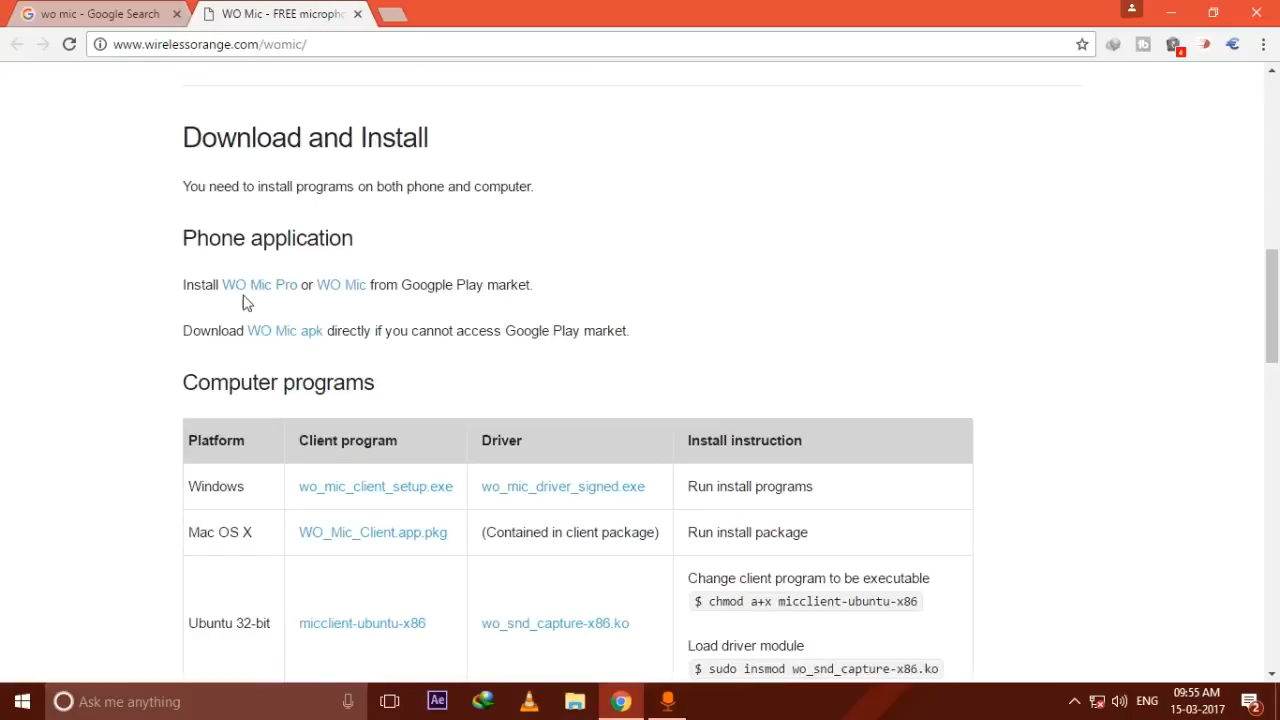 wo mic - Google Search
WO Mic - FREE microph
www.wirelessorange.com/womic/
4
Download and Install
You need to install programs on both phone and computer.
Phone application
Install WO Mic Pro or WO Mic from Googple Play market.
Download WO Mic apk directly if you cannot access Google Play market.
Computer programs
Platform Client program Driver Install instruction
Windows wo_mic_client_setup.exe wo_mic_driver_signed.exe Run install programs
Mac OS X WO_Mic_Client.app.pkg (Contained in client package) Run install package
Change client program to be executable
$ chmod a+x micclient-ubuntu-x86
Ubuntu 32-bit micclient-ubuntu-x86 wo_snd_capture-x86.ko
Load driver module
$ sudo insmod wo_snd_capture-x86.ko
Ask me anything
Ae
ENG
09:55 AM
15-03-2017
2